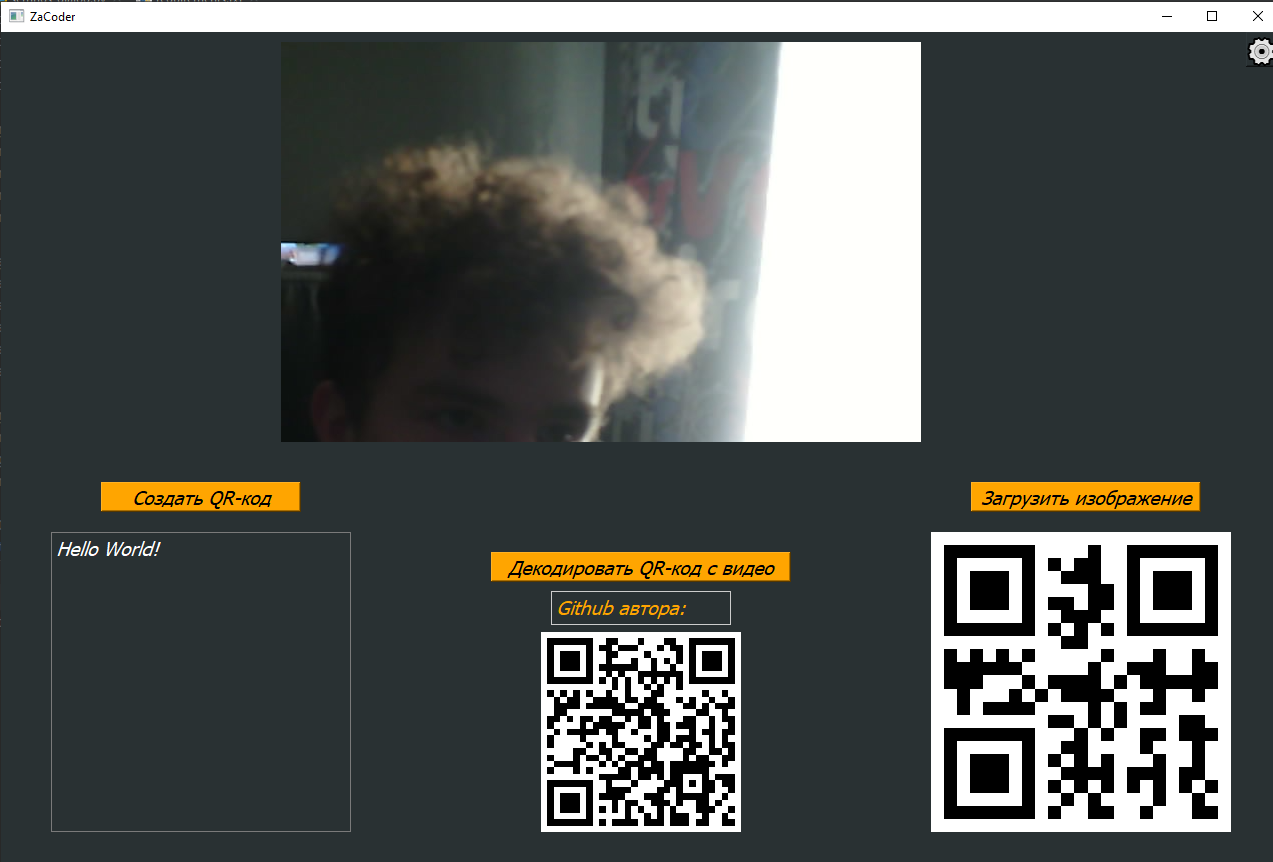 ZaCoder
Создать QR-код
Загрузить изображение
Hello World!
Декодировать QR-код с видео
Github автора: